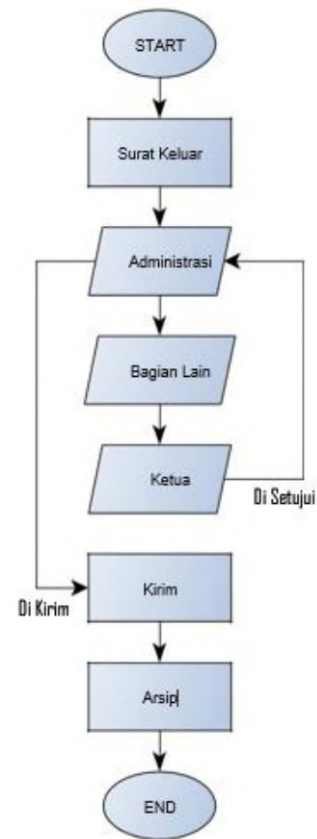 START
Surat Keluar
Administrasi
Bagian Lain
Ketua
Di Setujui
Kirim
Di Kirim
Arsip
END